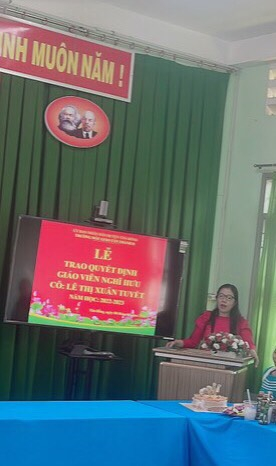 INH MUÔN NĂM !
LỄ
TRAO QUYẾT ĐỊNH
GIÁO VIÊN NGHỈ HƯU
CÔ: LÊ THỊ XUÂN TUYẾT
NĂM HỌC: 2022-2023